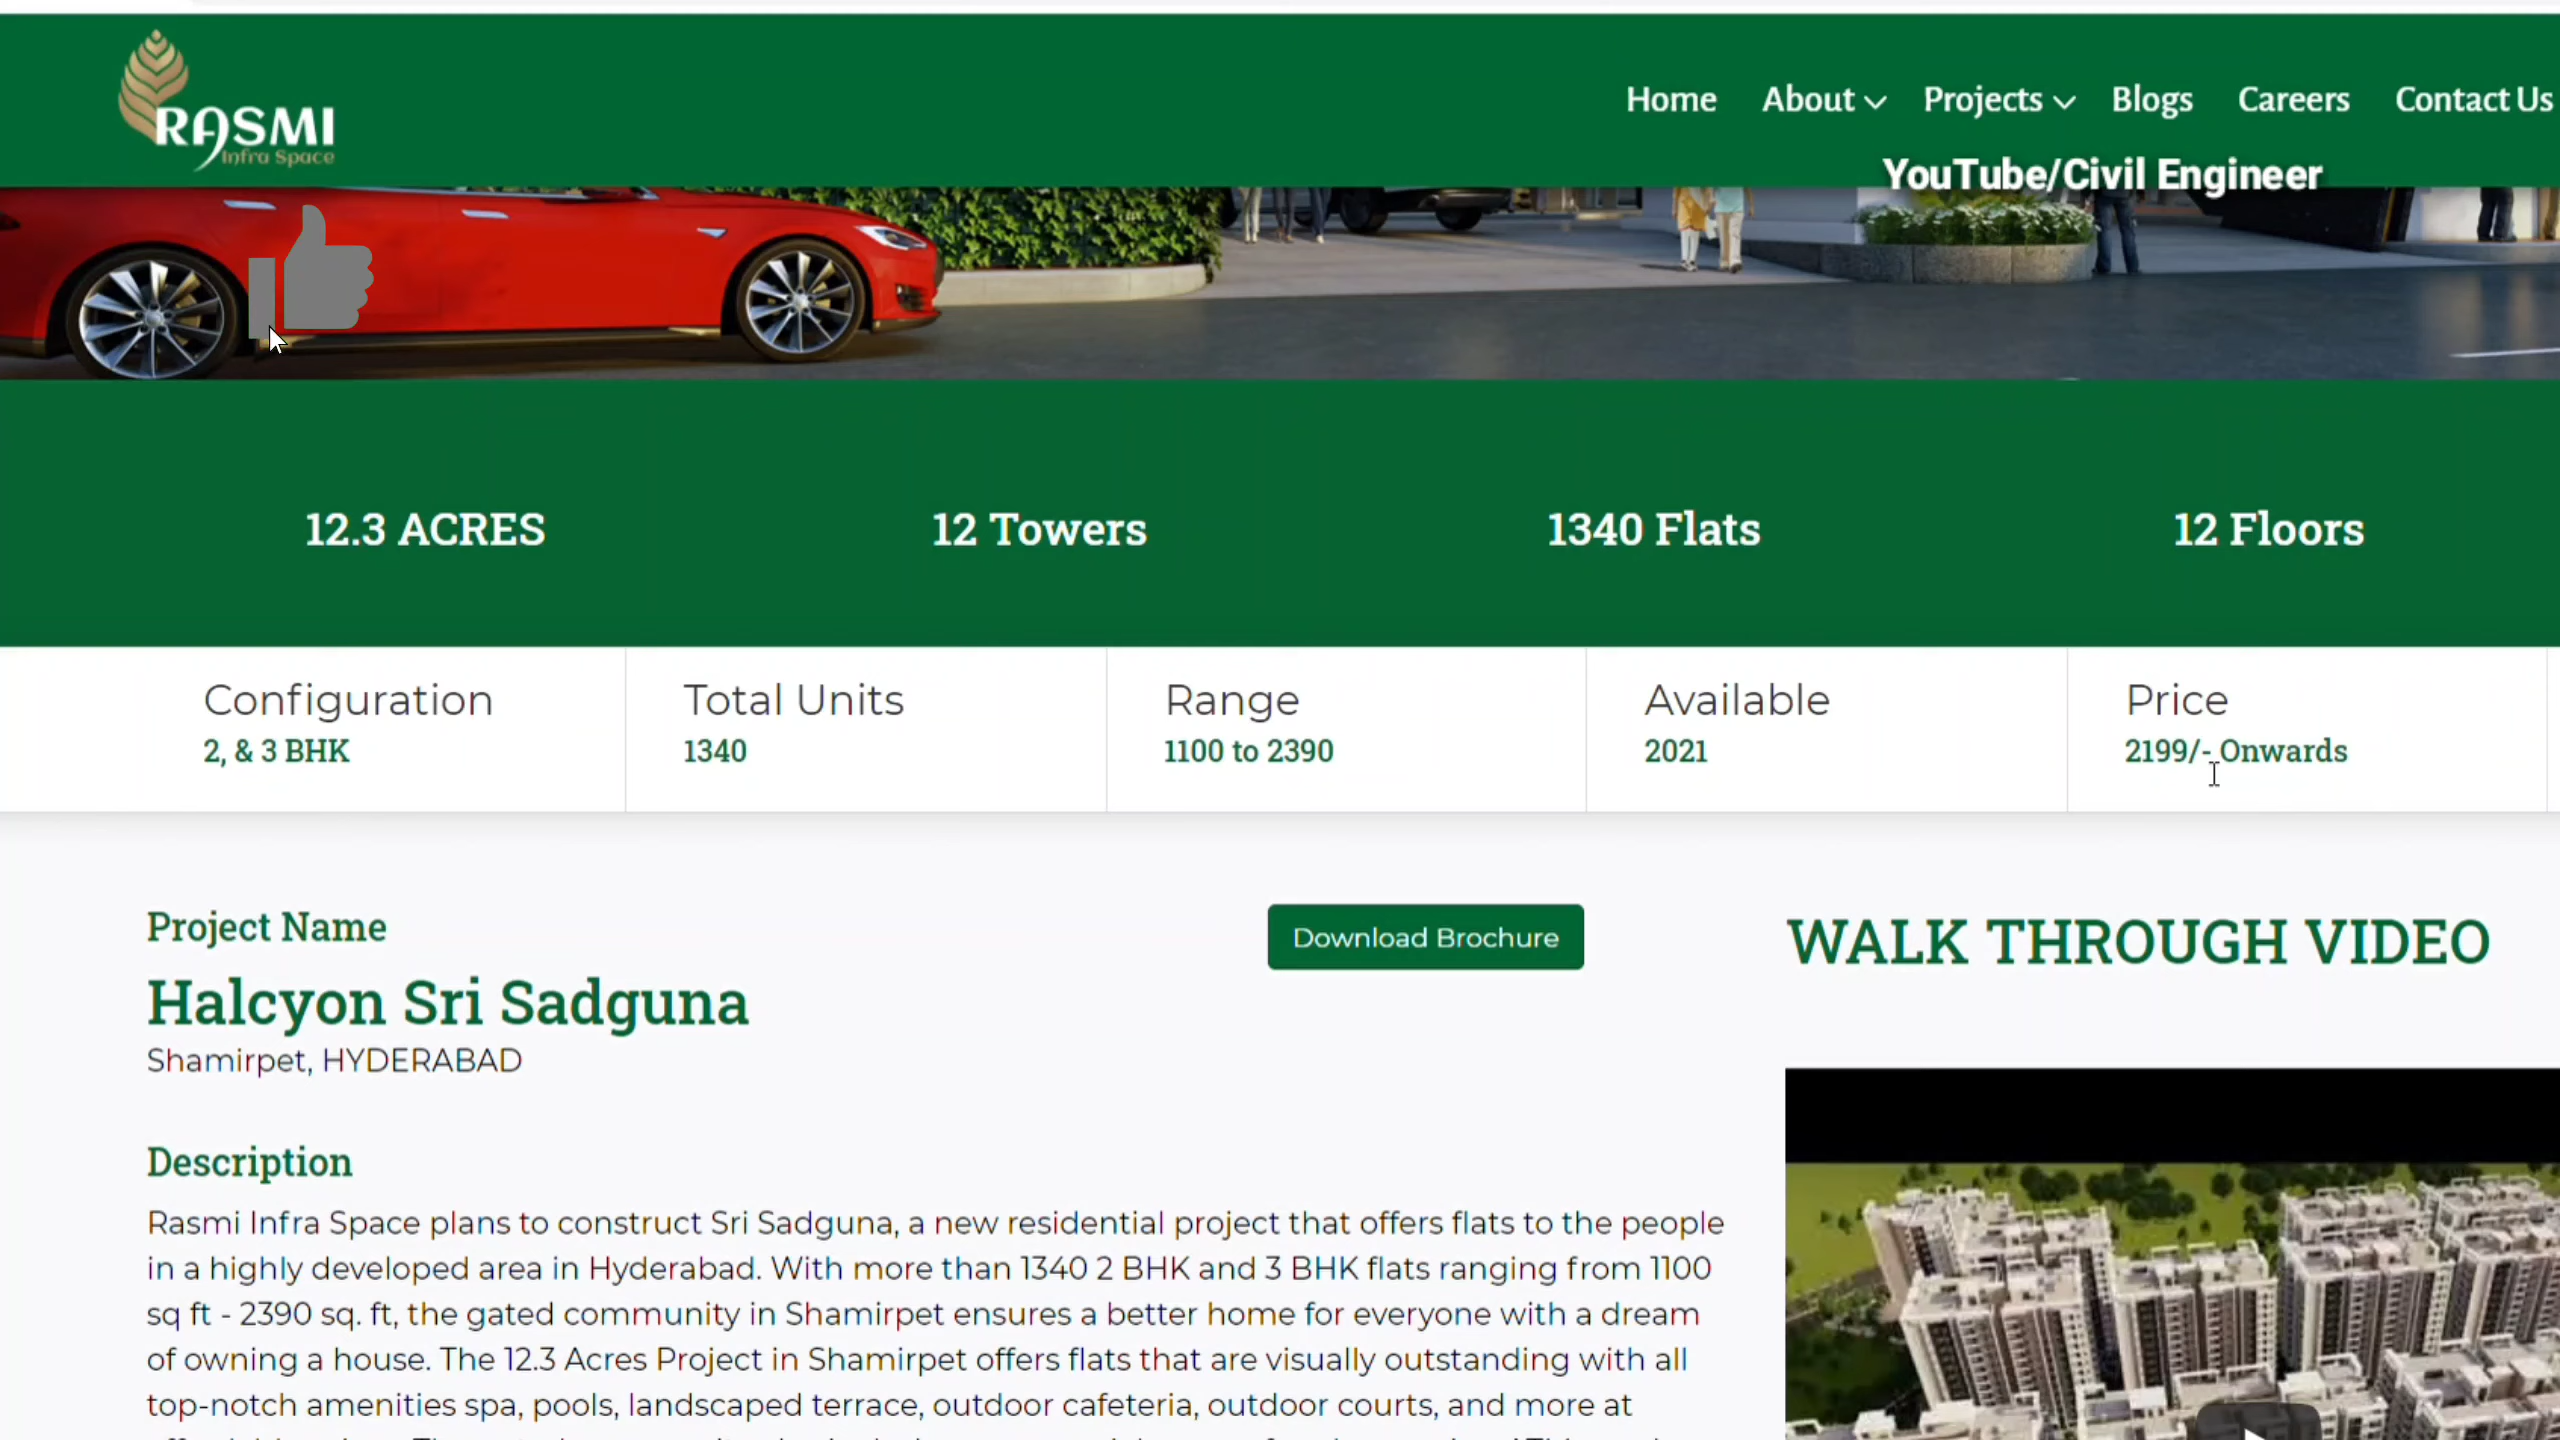 RASMI
Infra Space
Home About Projects Blogs Careers Contact Us
YouTube/Civil Engineer
12.3 ACRES
12 Towers
1340 Flats
12 Floors
Configuration
2, & 3 BHK
Total Units
1340
Range
1100 to 2390
Available
2021
Price
2199/- Onwards
Project Name
Download Brochure
Halcyon Sri Sadguna
Shamirpet, HYDERABAD
WALK THROUGH VIDEO
Description
Rasmi Infra Space plans to construct Sri Sadguna, a new residential project that offers flats to the people
in a highly developed area in Hyderabad. With more than 1340 2 BHK and 3 BHK flats ranging from 1100
sq ft - 2390 sq. ft, the gated community in Shamirpet ensures a better home for everyone with a dream
of owning a house. The 12.3 Acres Project in Shamirpet offers flats that are visually outstanding with all
top-notch amenities spa, pools, landscaped terrace, outdoor cafeteria, outdoor courts, and more at